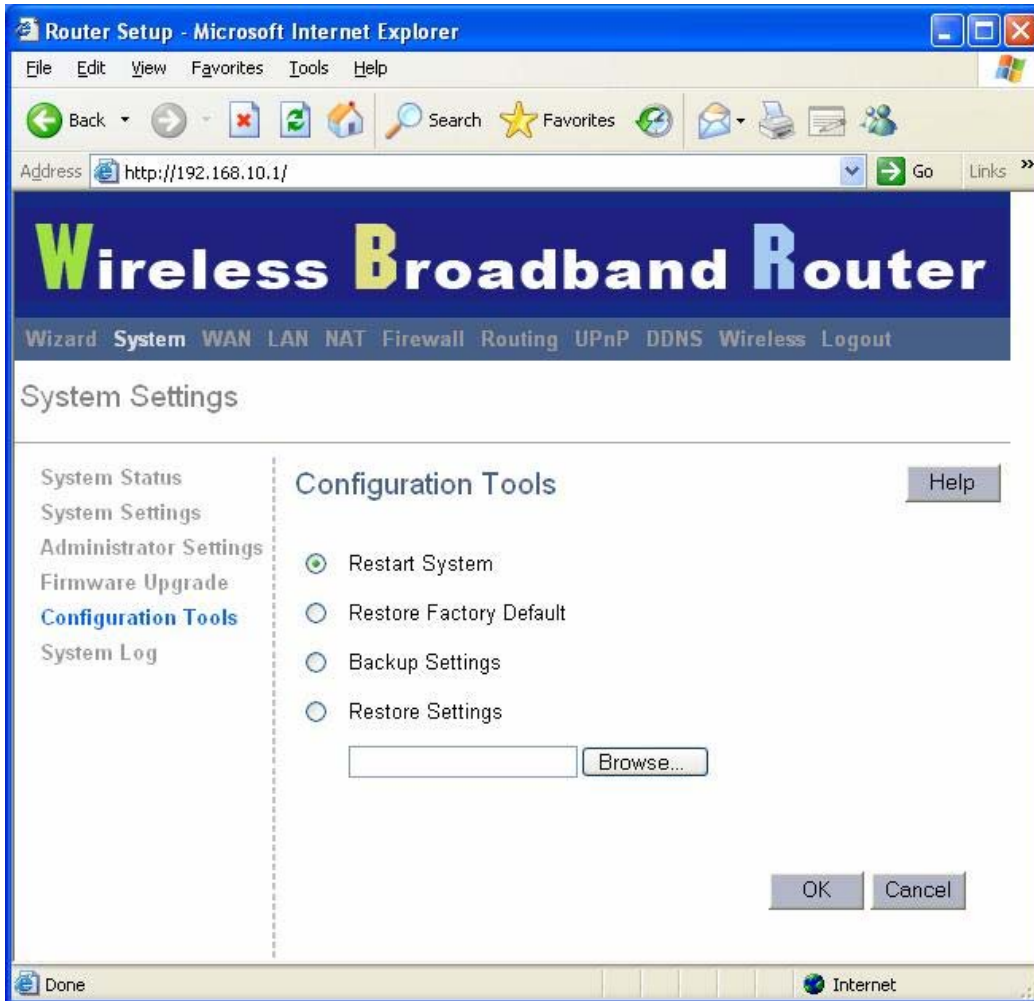 Router Setup - Microsoft Internet Explorer
File Edit View Favorites Tools Help
Back Search Favorites
Address http://192.168.10.1/ Go Links »
Wireless Broadband Router
Wizard System WAN LAN NAT Firewall Routing UPnP DDNS Wireless Logout
System Settings
System Status
System Settings
Administrator Settings
Firmware Upgrade
Configuration Tools
System Log
Configuration Tools
Help
Restart System
Restore Factory Default
Backup Settings
Restore Settings
Browse...
OK Cancel
Done Internet